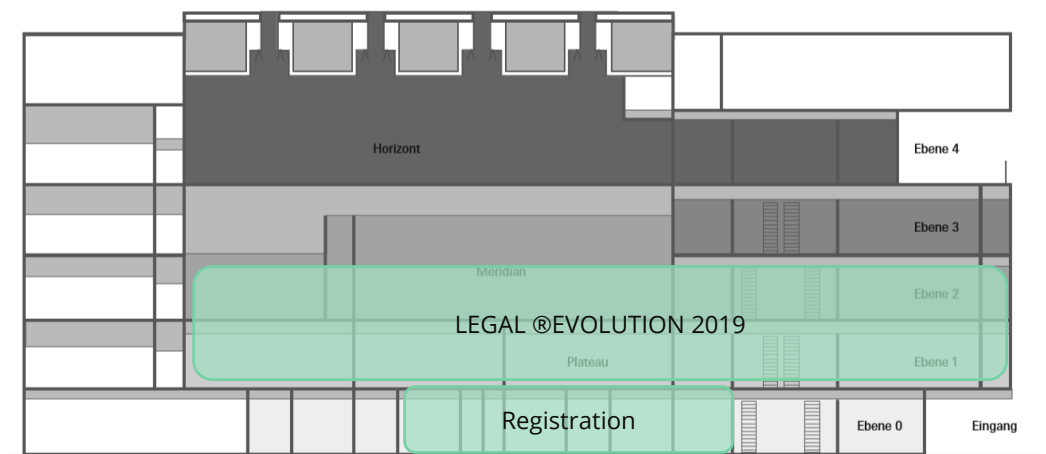 Horizont
Ebene 4
Ebene 3
Meridian
Ebene 2
LEGAL ®EVOLUTION 2019
Plateau
Ebene 1
Registration
Ebene 0
Eingang